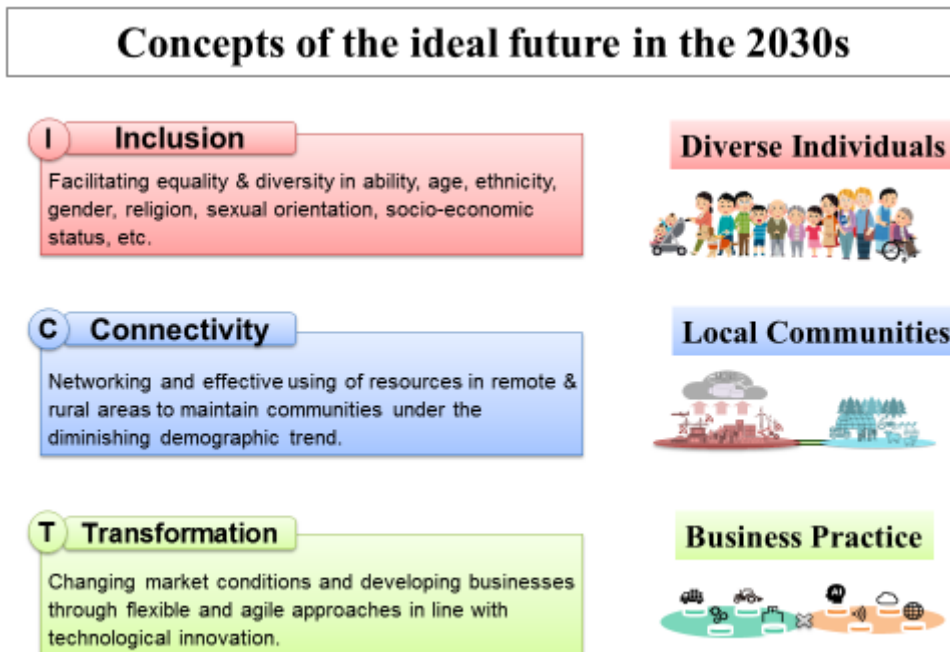 Concepts of the ideal future in the 2030s
I Inclusion
Facilitating equality & diversity in ability, age, ethnicity,
gender, religion, sexual orientation, socio-economic
status, etc.
Diverse Individuals
C Connectivity
Networking and effective using of resources in remote &
rural areas to maintain communities under the
diminishing demographic trend.
Local Communities
T Transformation
Changing market conditions and developing businesses
through flexible and agile approaches in line with
technological innovation.
Business Practice
AI